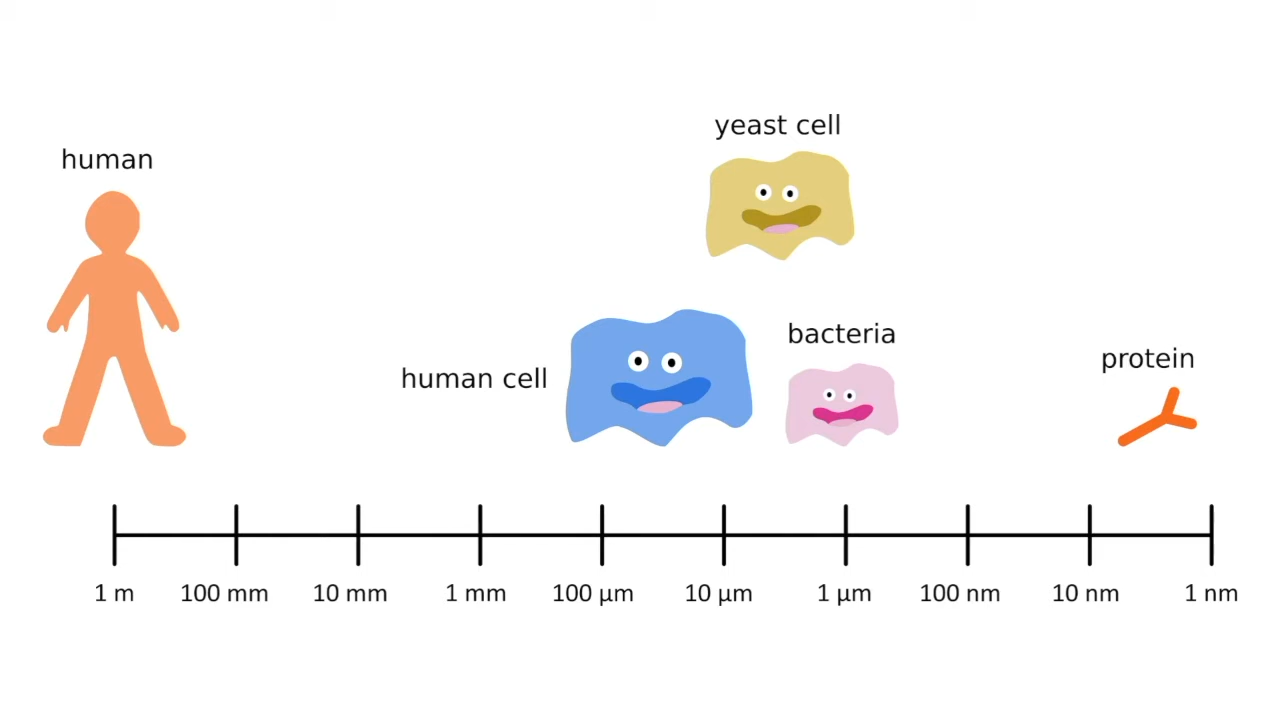 yeast cell
human
bacteria
protein
human cell
1 m
100 mm
10 mm
1 mm
100 µm
10 µm
1 µm
100 nm
10 nm
1 nm